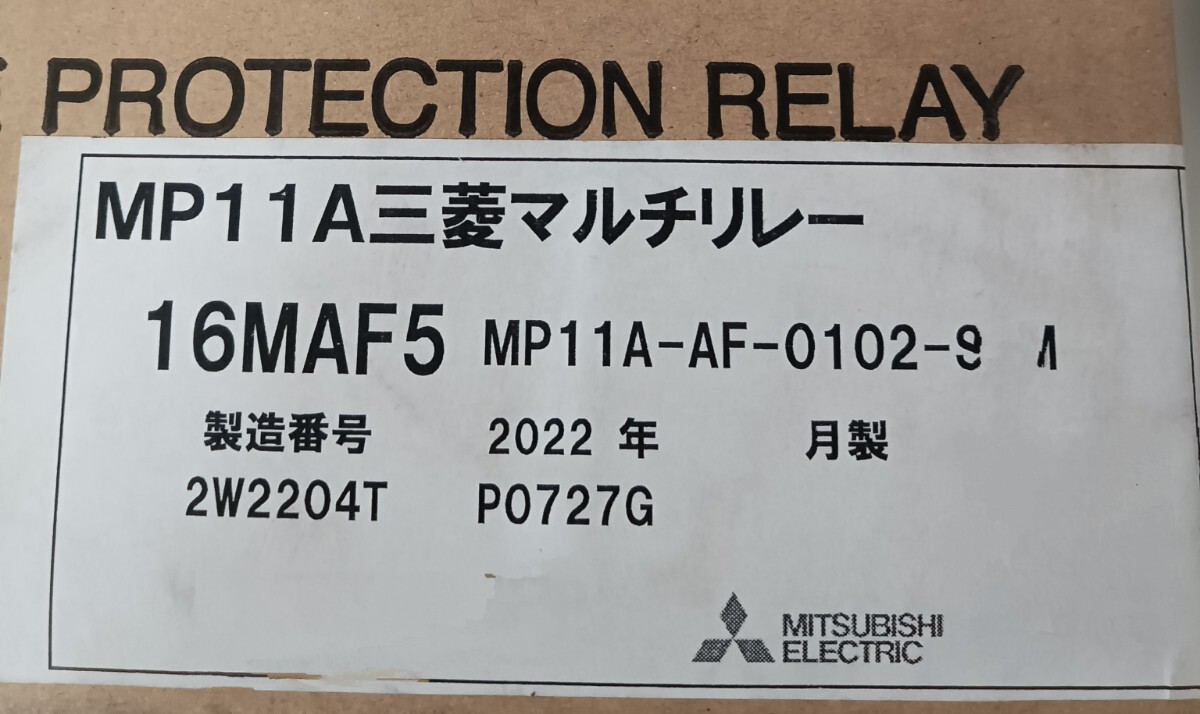 PROTECTION RELAY
MP11A三菱マルチリレー
16MAF5 MP11A-AF-0102-
製造番号 2022 年 月製
2W2204T P0727G
MITSUBISHI
ELECTRIC